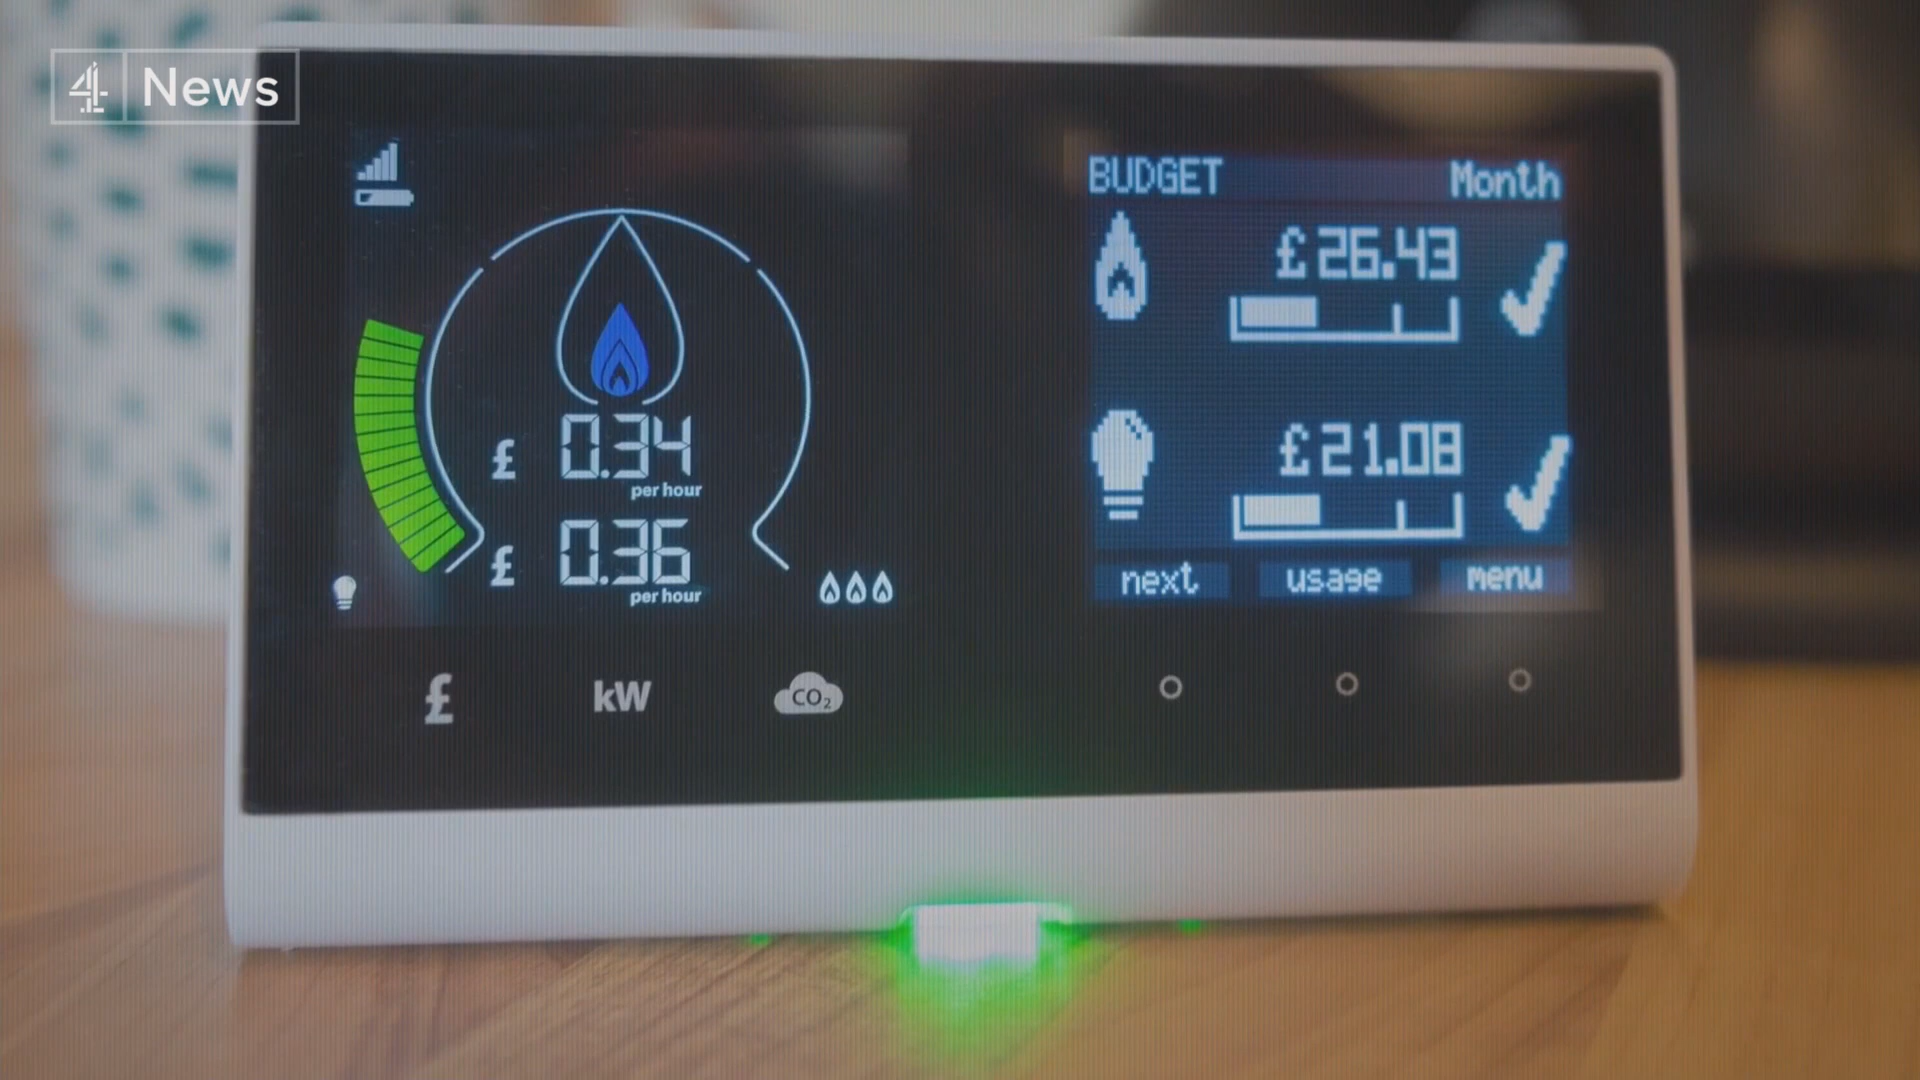 4 News
BUDGET Month
£26.43
£0.34
per hour
£21.08
£0.36
per hour
next usage menu
£ kW CO₂